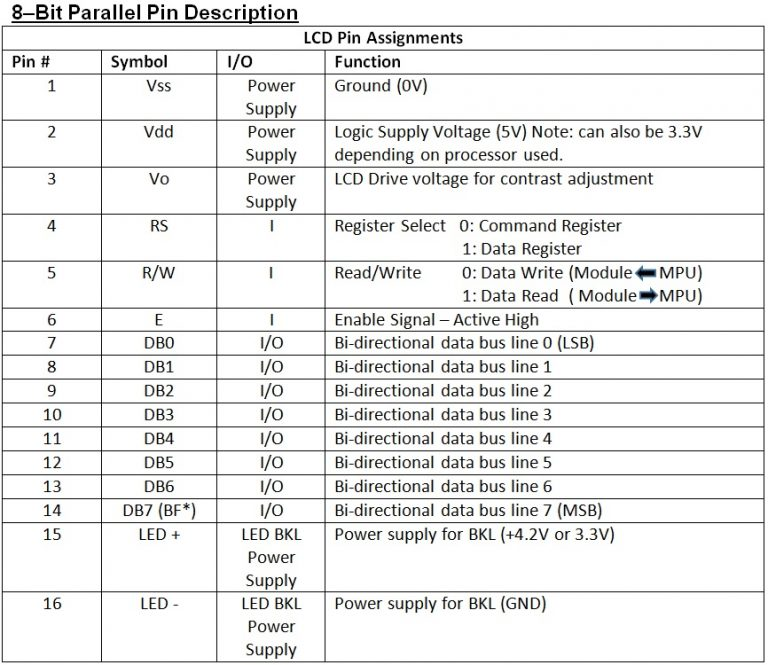 8–Bit Parallel Pin Description
LCD Pin Assignments
Pin # Symbol I/O Function
1 Vss Power Supply Ground (0V)
2 Vdd Power Supply Logic Supply Voltage (5V) Note: can also be 3.3V
depending on processor used.
3 Vo Power Supply LCD Drive voltage for contrast adjustment
4 RS I Register Select 0: Command Register
1: Data Register
5 R/W I Read/Write 0: Data Write (Module ⬅ MPU)
1: Data Read ( Module ➡ MPU)
6 E I Enable Signal – Active High
7 DB0 I/O Bi-directional data bus line 0 (LSB)
8 DB1 I/O Bi-directional data bus line 1
9 DB2 I/O Bi-directional data bus line 2
10 DB3 I/O Bi-directional data bus line 3
11 DB4 I/O Bi-directional data bus line 4
12 DB5 I/O Bi-directional data bus line 5
13 DB6 I/O Bi-directional data bus line 6
14 DB7 (BF*) I/O Bi-directional data bus line 7 (MSB)
15 LED + LED BKL Power Supply Power supply for BKL (+4.2V or 3.3V)
16 LED - LED BKL Power Supply Power supply for BKL (GND)